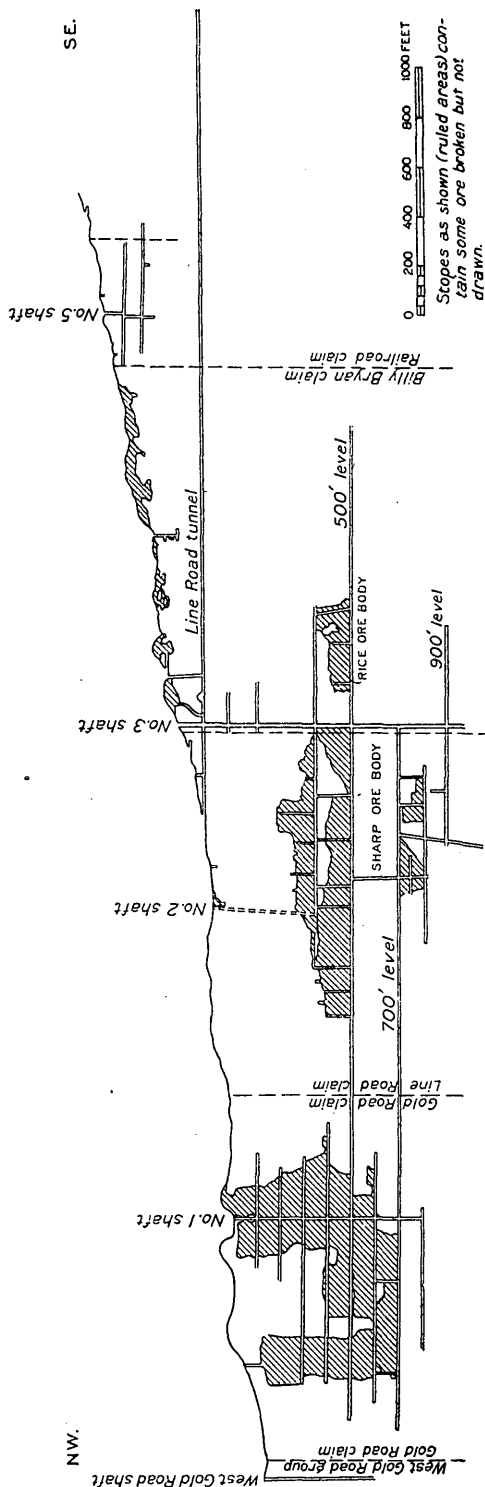 NW.
SE.
West Gold Road shaft
West Gold Road group
Gold Road claim
No.1 shaft
Gold Road claim
Line Road claim
No.2 shaft
No.3 shaft
Line Road tunnel
No.5 shaft
Billy Bryan claim
Railroad claim
500' level
RICE ORE BODY
SHARP ORE BODY
700' level
900' level
0 200 400 600 800 1000 FEET
Stopes as shown (ruled areas) con-
tain some ore broken but not
drawn.